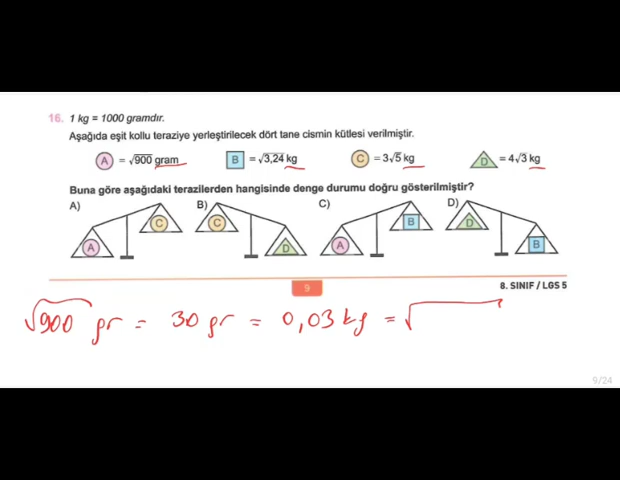 16. 1 kg = 1000 gramdır.
Aşağıda eşit kollu teraziye yerleştirilecek dört tane cismin kütlesi verilmiştir.
A = √900 gram B = √3,24 kg C = 3√5 kg D = 4√3 kg
Buna göre aşağıdaki terazilerden hangisinde denge durumu doğru gösterilmiştir?
A) B) C) D)
A C C D A B D B
9
8. SINIF / LGS 5
√900 gr = 30 gr = 0,03 kg = √
9/24